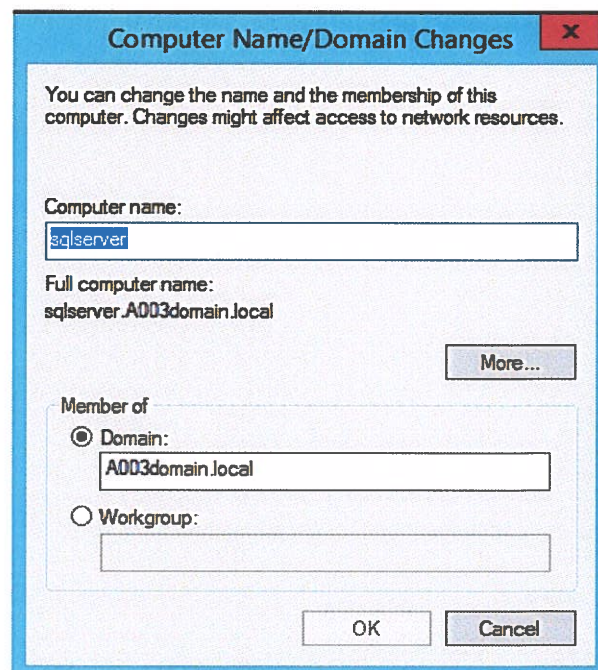 Computer Name/Domain Changes
x
You can change the name and the membership of this
computer. Changes might affect access to network resources.
Computer name:
sqlserver
Full computer name:
sqlserver.A003domain.local
More...
Member of
Domain:
A003domain.local
Workgroup:
OK
Cancel